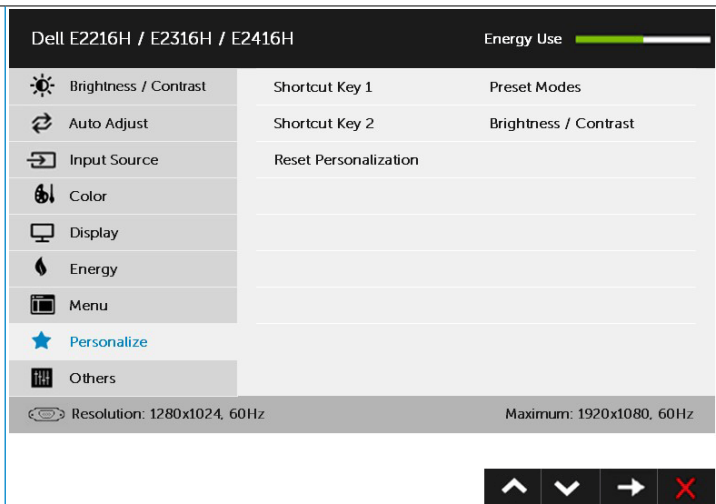 Dell E2216H / E2316H / E2416H
Energy Use
Brightness / Contrast
Shortcut Key 1
Preset Modes
Auto Adjust
Shortcut Key 2
Brightness / Contrast
Input Source
Reset Personalization
Color
Display
Energy
Menu
Personalize
Others
Resolution: 1280x1024, 60Hz
Maximum: 1920x1080, 60Hz